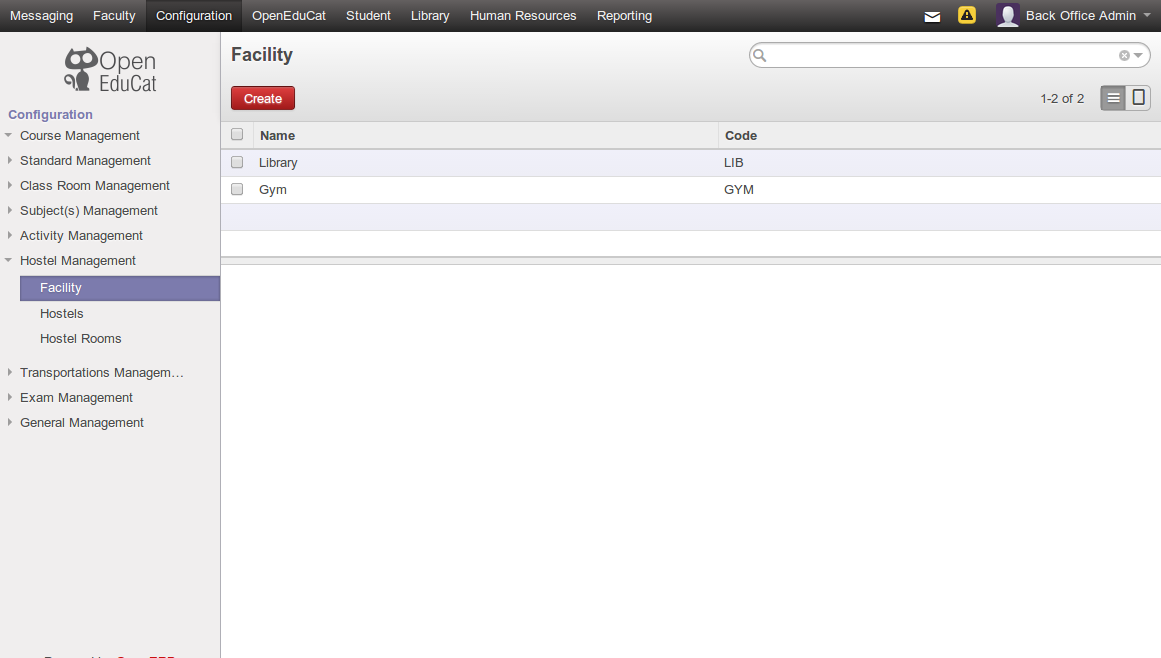 Messaging Faculty Configuration OpenEduCat Student Library Human Resources Reporting Back Office Admin
Open
EduCat
Configuration
Course Management
Standard Management
Class Room Management
Subject(s) Management
Activity Management
Hostel Management
Facility
Hostels
Hostel Rooms
Transportations Managem…
Exam Management
General Management
Facility
Create
1-2 of 2
Name Code
Library LIB
Gym GYM